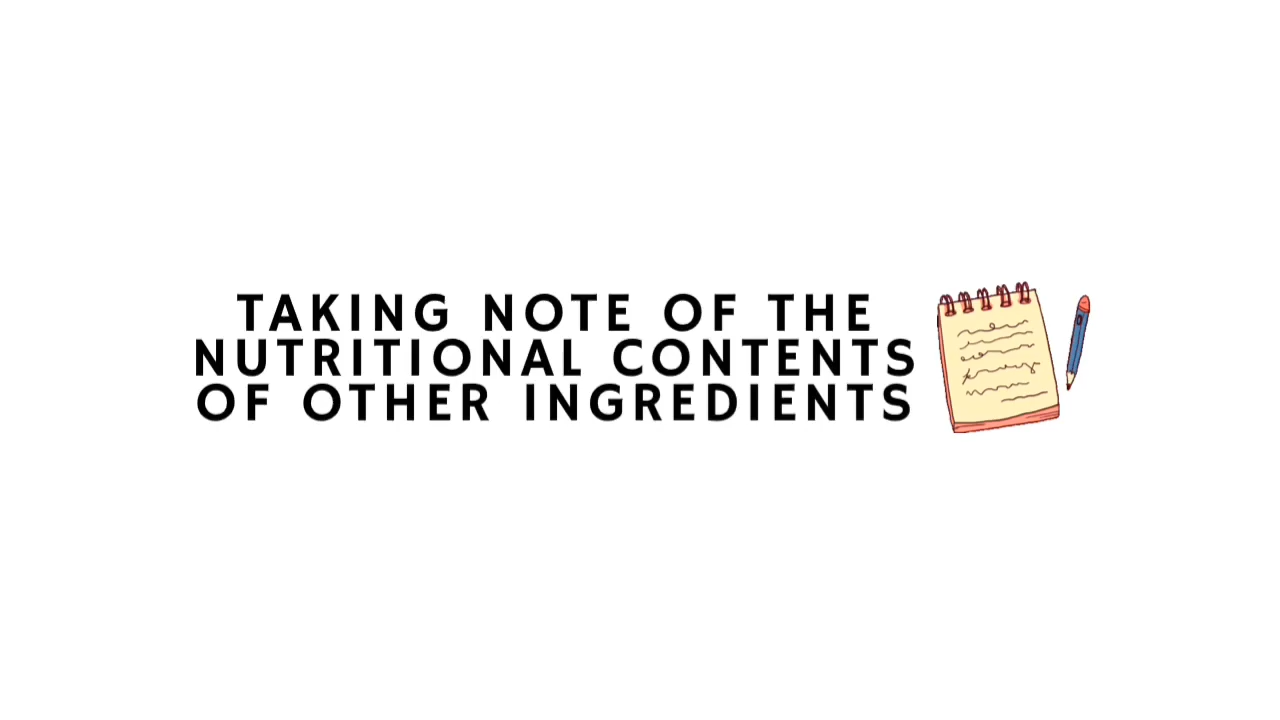 TAKING NOTE OF THE
NUTRITIONAL CONTENTS
OF OTHER INGREDIENTS